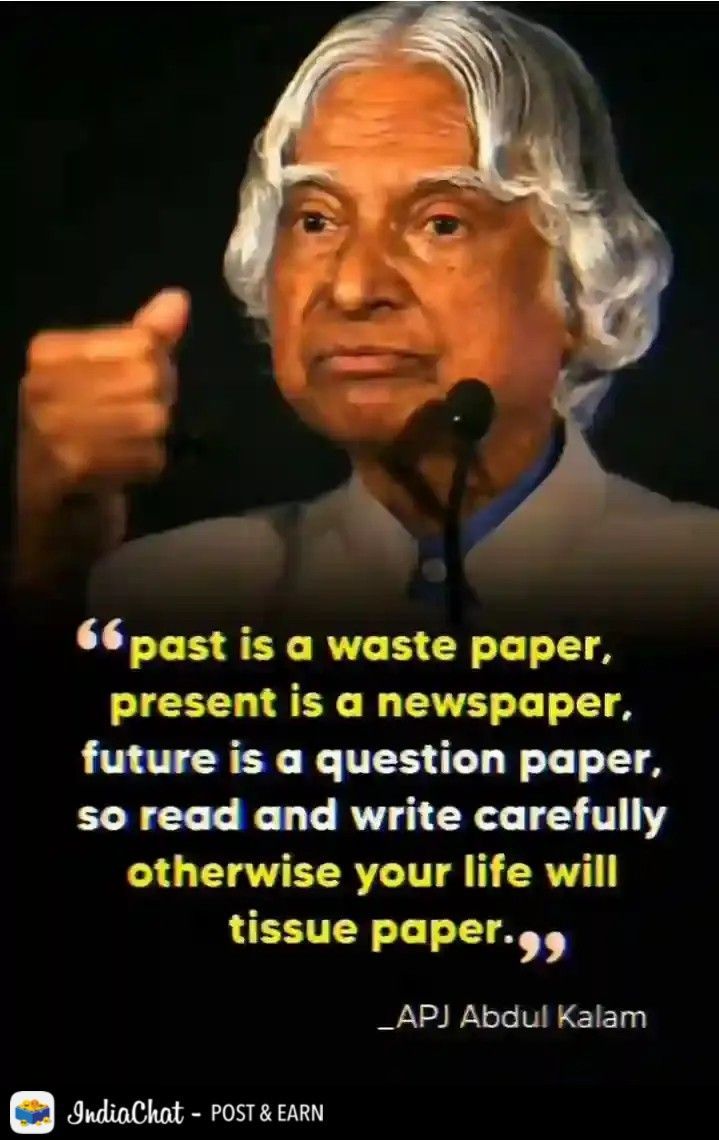 “past is a waste paper,
present is a newspaper,
future is a question paper,
so read and write carefully
otherwise your life will
tissue paper.”
_APJ Abdul Kalam
IndiaChat - POST & EARN